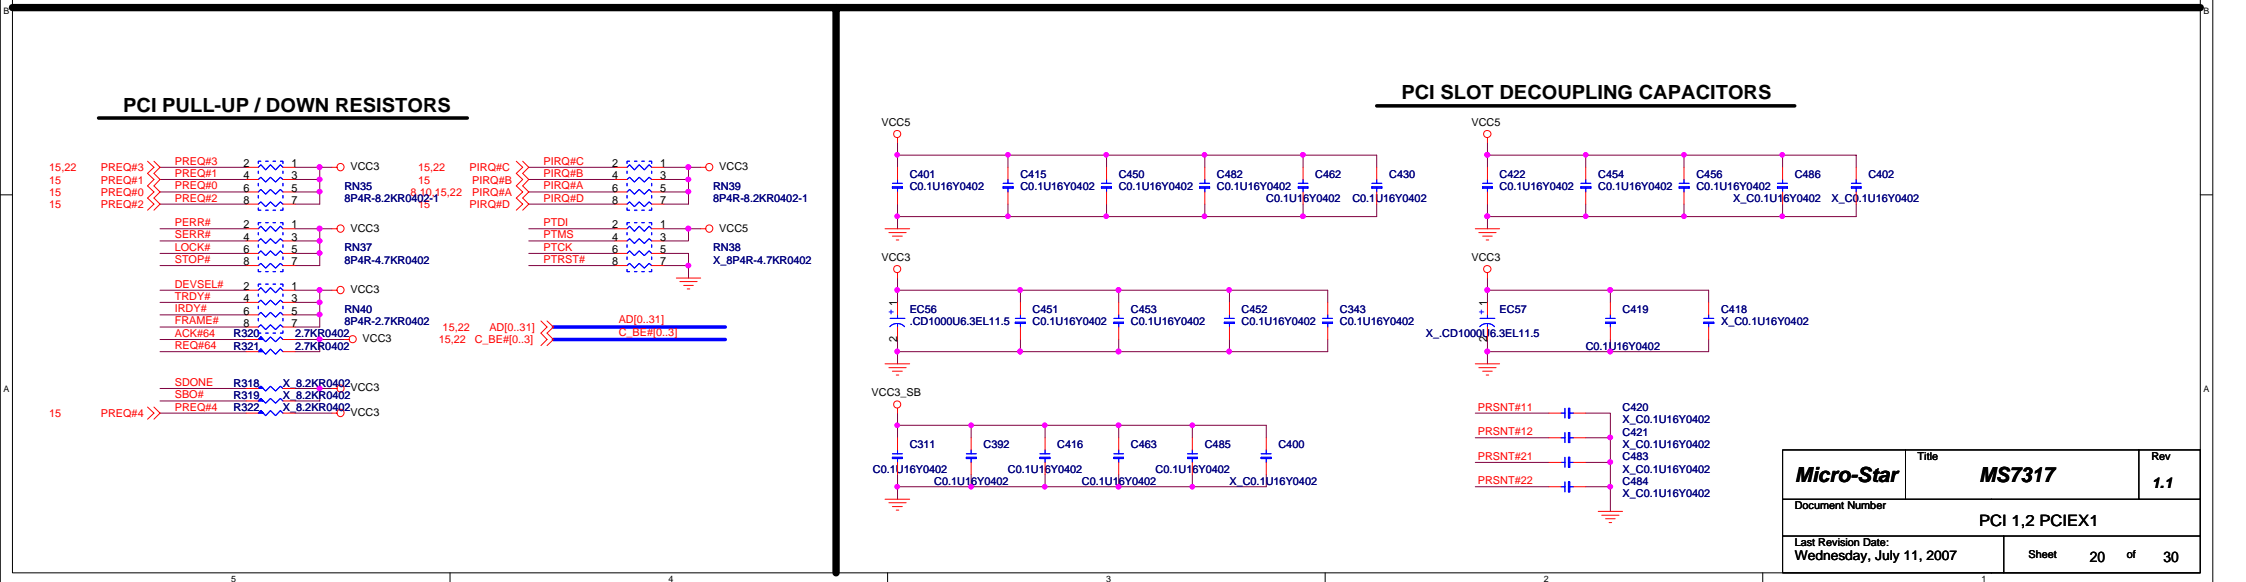 B
B
PCI PULL-UP / DOWN RESISTORS
15,22 PREQ#3 PREQ#3 2 1 VCC3
15 PREQ#1 PREQ#1 4 3
15 PREQ#0 PREQ#0 6 5 RN35
15 PREQ#2 PREQ#2 8 7 8P4R-8.2KR0402-1
PERR# 2 1 VCC3
SERR# 4 3
LOCK# 6 5 RN37
STOP# 8 7 8P4R-4.7KR0402
DEVSEL# 2 1 VCC3
TRDY# 4 3
IRDY# 6 5 RN40
FRAME# 8 7 8P4R-2.7KR0402
ACK#64 R320 2.7KR0402 VCC3
REQ#64 R321 2.7KR0402
SDONE R318 X_8.2KR0402 VCC3
SBO# R319 X_8.2KR0402
15 PREQ#4 PREQ#4 R322 X_8.2KR0402 VCC3
15,22 PIRQ#C PIRQ#C 2 1 VCC3
15 PIRQ#B PIRQ#B 4 3
8,10,15,22 PIRQ#A PIRQ#A 6 5 RN39
15 PIRQ#D PIRQ#D 8 7 8P4R-8.2KR0402-1
PTDI 2 1 VCC5
PTMS 4 3
PTCK 6 5 RN38
PTRST# 8 7 X_8P4R-4.7KR0402
15,22 AD[0..31] AD[0..31]
15,22 C_BE#[0..3] C_BE#[0..3]
PCI SLOT DECOUPLING CAPACITORS
VCC5
C401 C415 C450 C482 C462 C430
C0.1U16Y0402 C0.1U16Y0402 C0.1U16Y0402 C0.1U16Y0402 C0.1U16Y0402 C0.1U16Y0402
VCC5
C422 C454 C456 C486 C402
C0.1U16Y0402 C0.1U16Y0402 C0.1U16Y0402 X_C0.1U16Y0402 X_C0.1U16Y0402
VCC3
1
+
EC56 C451 C453 C452 C343
.CD1000U6.3EL11.5 C0.1U16Y0402 C0.1U16Y0402 C0.1U16Y0402 C0.1U16Y0402
2
VCC3
1
+
EC57 C419 C418
X_.CD1000U6.3EL11.5 C0.1U16Y0402 X_C0.1U16Y0402
2
VCC3_SB
C311 C392 C416 C463 C485 C400
C0.1U16Y0402 C0.1U16Y0402 C0.1U16Y0402 C0.1U16Y0402 C0.1U16Y0402 X_C0.1U16Y0402
PRSNT#11 C420
X_C0.1U16Y0402
PRSNT#12 C421
X_C0.1U16Y0402
PRSNT#21 C483
X_C0.1U16Y0402
PRSNT#22 C484
X_C0.1U16Y0402
Micro-Star Title MS7317 Rev 1.1
Document Number
PCI 1,2 PCIEX1
Last Revision Date:
Wednesday, July 11, 2007 Sheet 20 of 30
A
A
5 4 3 2 1